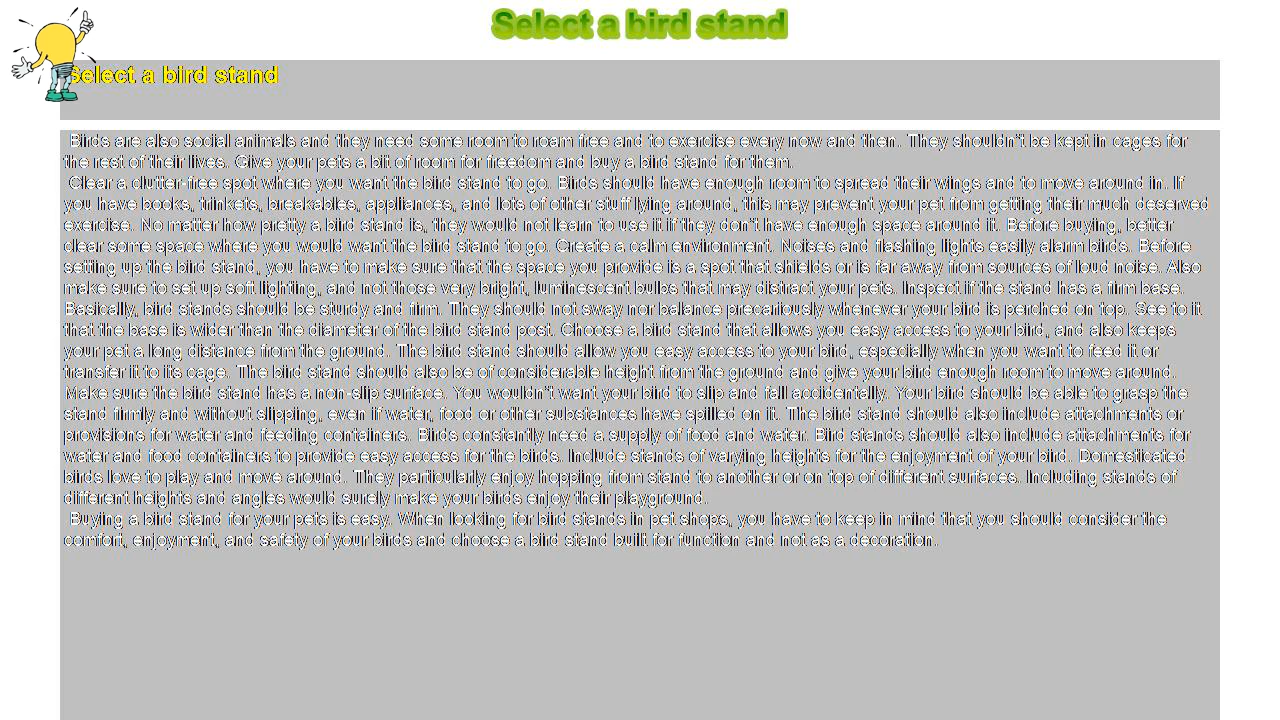 Select a bird stand
Select a bird stand
Birds are also social animals and they need some room to roam free and to exercise every now and then. They shouldn't be kept in cages for
the rest of their lives. Give your pets a bit of room for freedom and buy a bird stand for them.
Clear a clutter-free spot where you want the bird stand to go. Birds should have enough room to spread their wings and to move around in. If
you have books, trinkets, breakables, appliances, and lots of other stuff lying around, this may prevent your pet from getting their much deserved
exercise. No matter how pretty a bird stand is, they would not learn to use it if they don't have enough space around it. Before buying, better
clear some space where you would want the bird stand to go. Create a calm environment. Noises and flashing lights easily alarm birds. Before
setting up the bird stand, you have to make sure that the space you provide is a spot that shields or is far away from sources of loud noise. Also
make sure to set up soft lighting, and not those very bright, luminescent bulbs that may distract your pets. Inspect if the stand has a firm base.
Basically, bird stands should be sturdy and firm. They should not sway nor balance precariously whenever your bird is perched on top. See to it
that the base is wider than the diameter of the bird stand post. Choose a bird stand that allows you easy access to your bird, and also keeps
your pet a long distance from the ground. The bird stand should allow you easy access to your bird, especially when you want to feed it or
transfer it to its cage. The bird stand should also be of considerable height from the ground and give your bird enough room to move around.
Make sure the bird stand has a non-slip surface. You wouldn't want your bird to slip and fall accidentally. Your bird should be able to grasp the
stand firmly and without slipping, even if water, food or other substances have spilled on it. The bird stand should also include attachments or
provisions for water and feeding containers. Birds constantly need a supply of food and water. Bird stands should also include attachments for
water and food containers to provide easy access for the birds. Include stands of varying heights for the enjoyment of your bird. Domesticated
birds love to play and move around. They particularly enjoy hopping from stand to another or on top of different surfaces. Including stands of
different heights and angles would surely make your birds enjoy their playground.
Buying a bird stand for your pets is easy. When looking for bird stands in pet shops, you have to keep in mind that you should consider the
comfort, enjoyment, and safety of your birds and choose a bird stand built for function and not as a decoration.